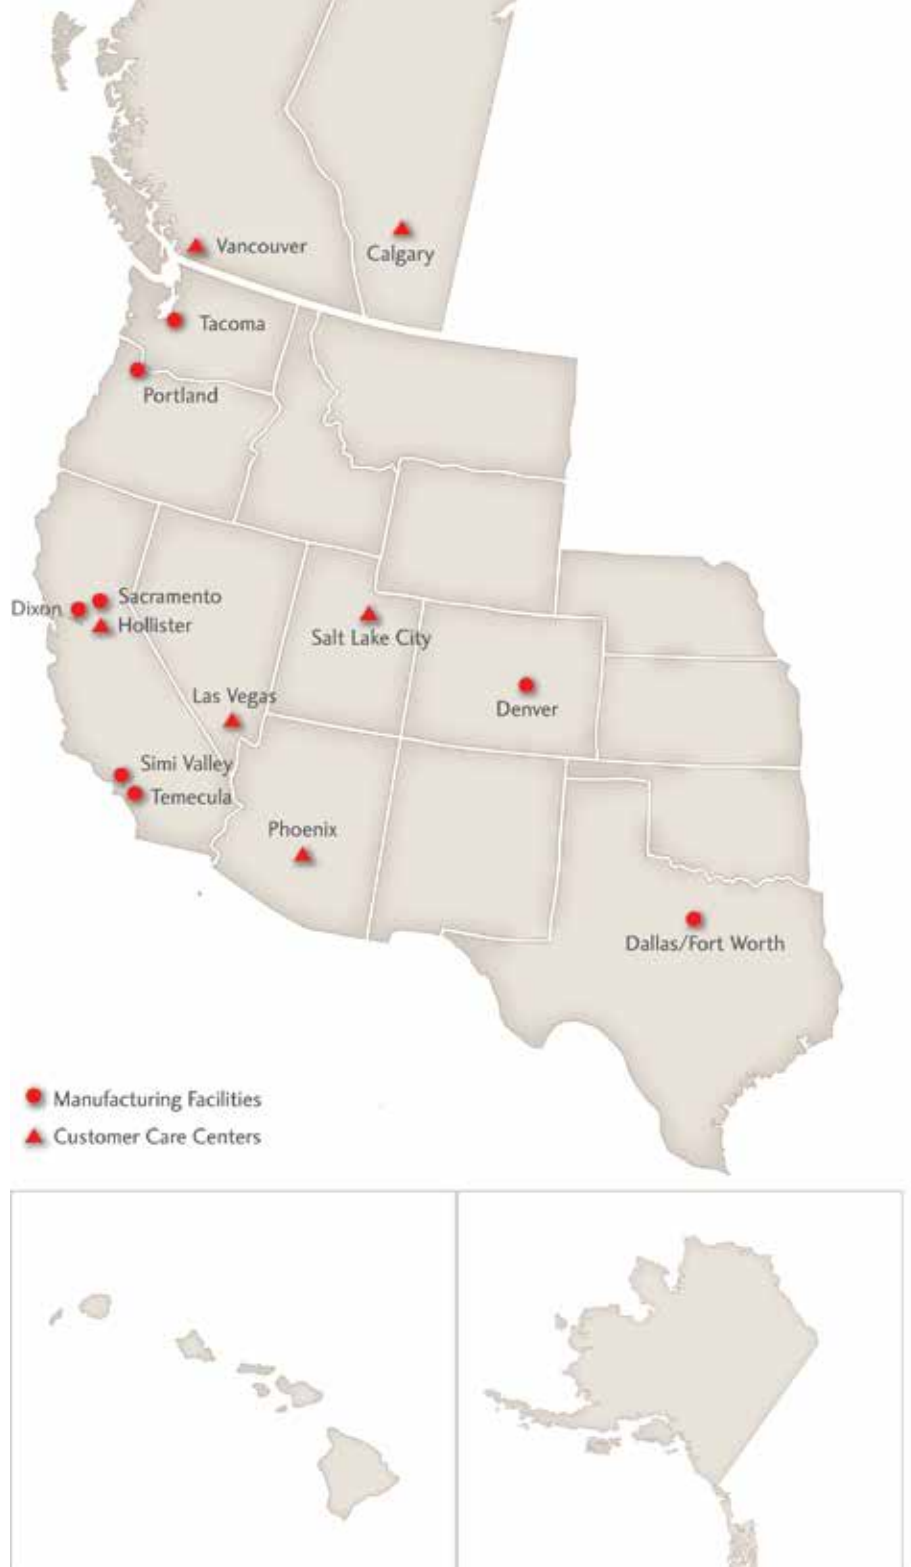 Vancouver
Calgary
Tacoma
Portland
Sacramento
Dixon
Hollister
Salt Lake City
Las Vegas
Denver
Simi Valley
Temecula
Phoenix
Dallas/Fort Worth
Manufacturing Facilities
Customer Care Centers